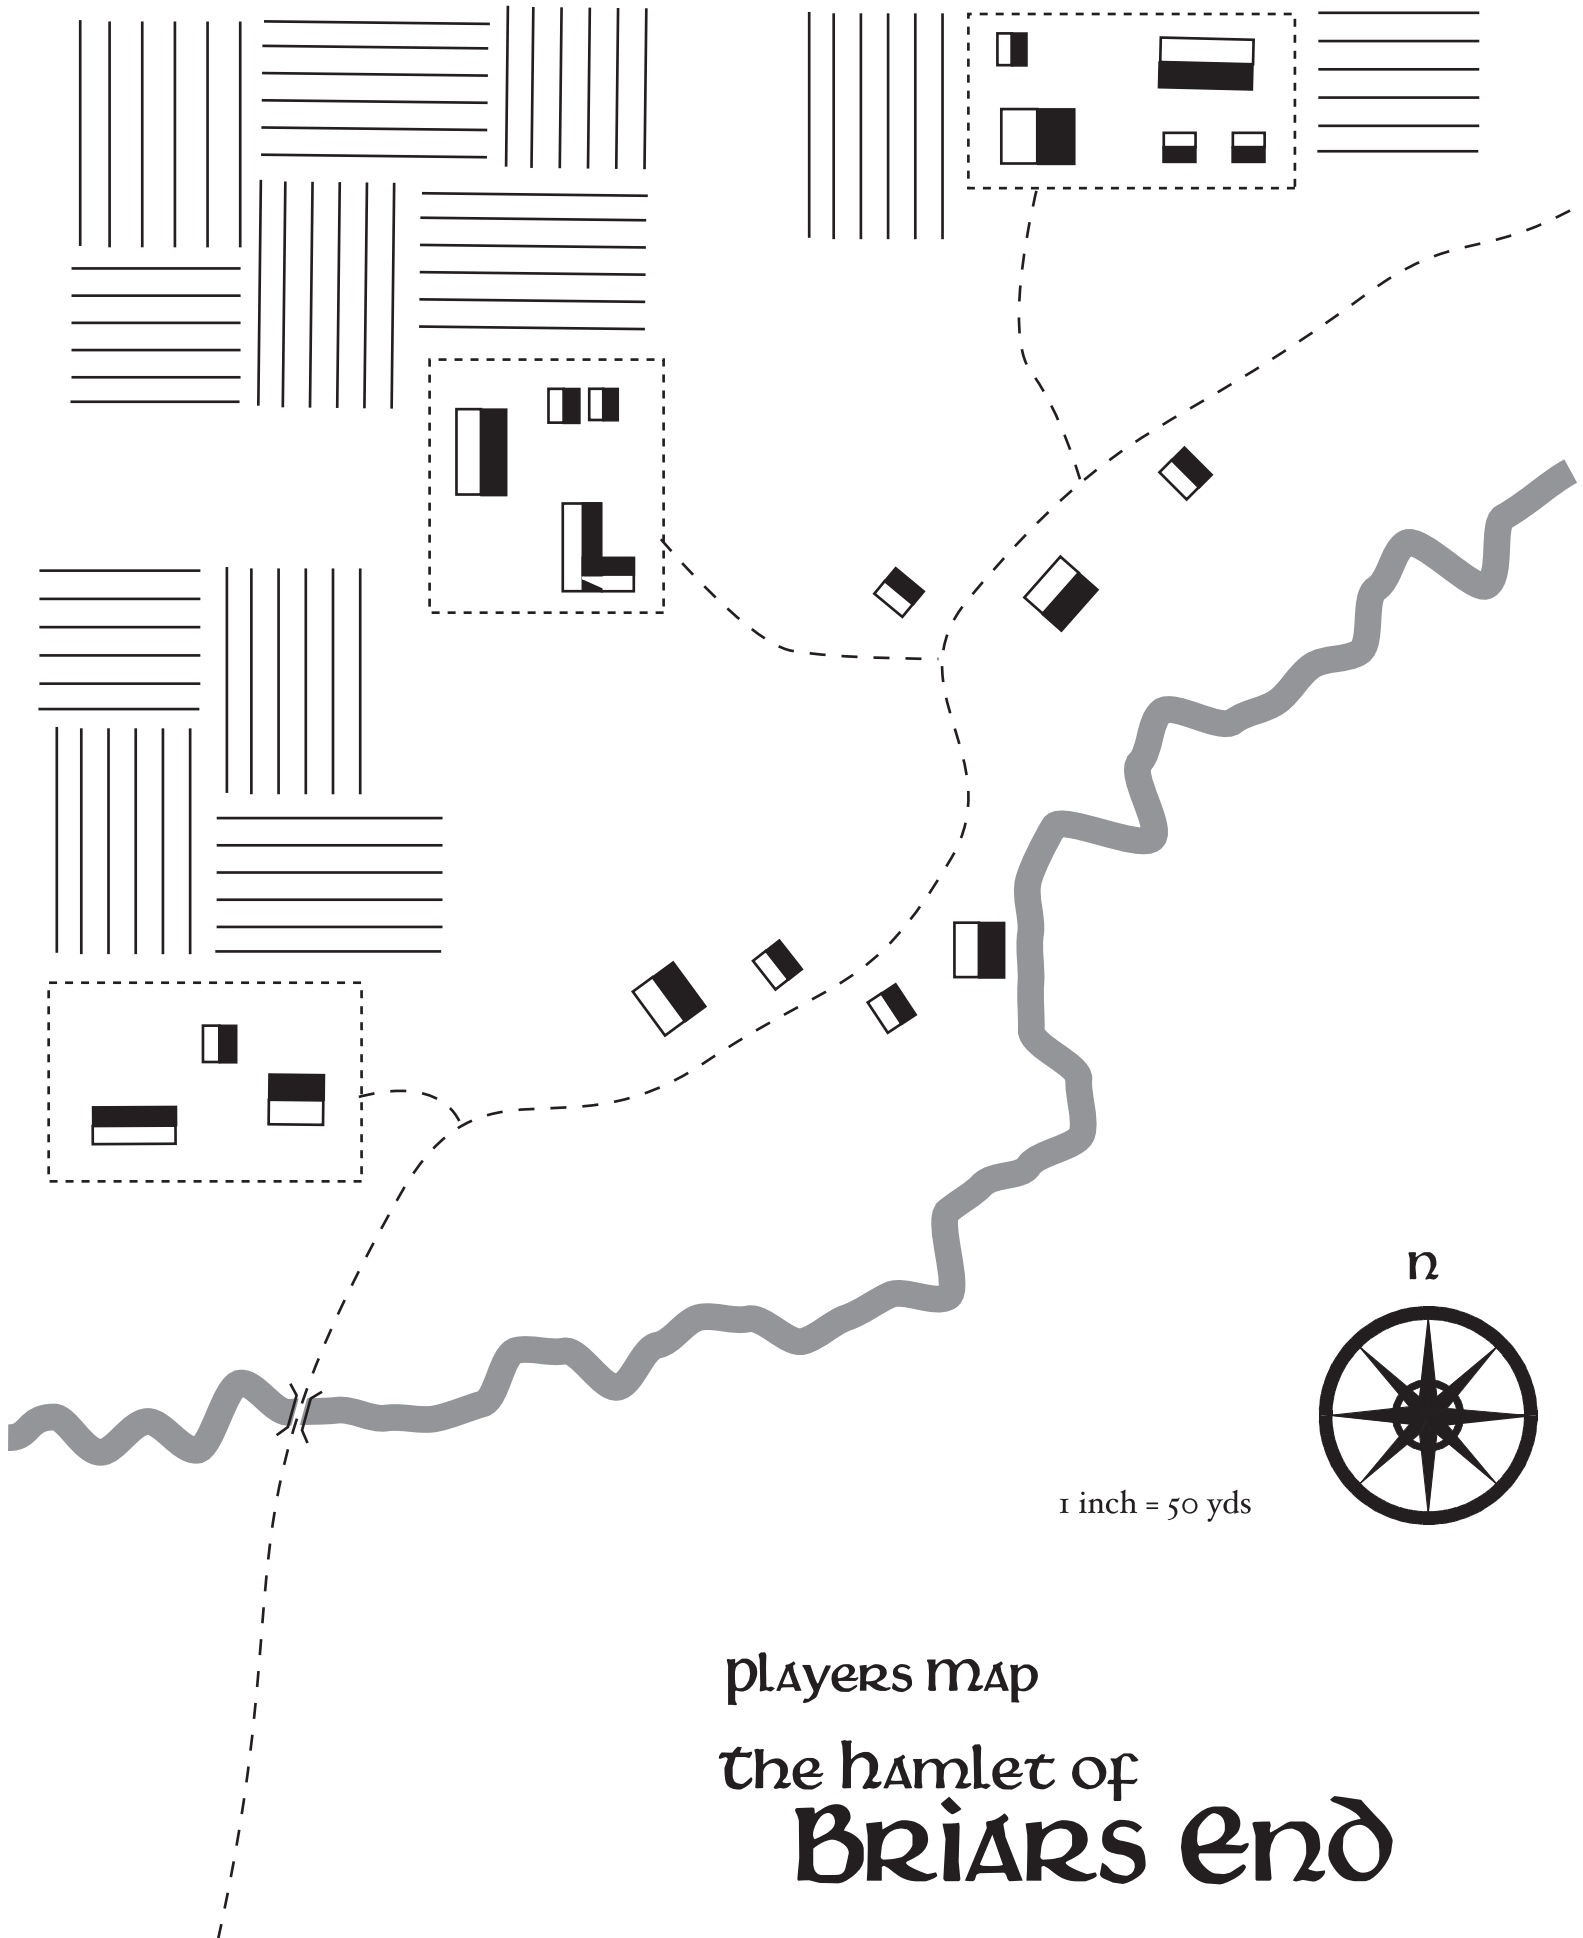 N
1 inch = 50 yds
Players Map
The Hamlet of
Briars End